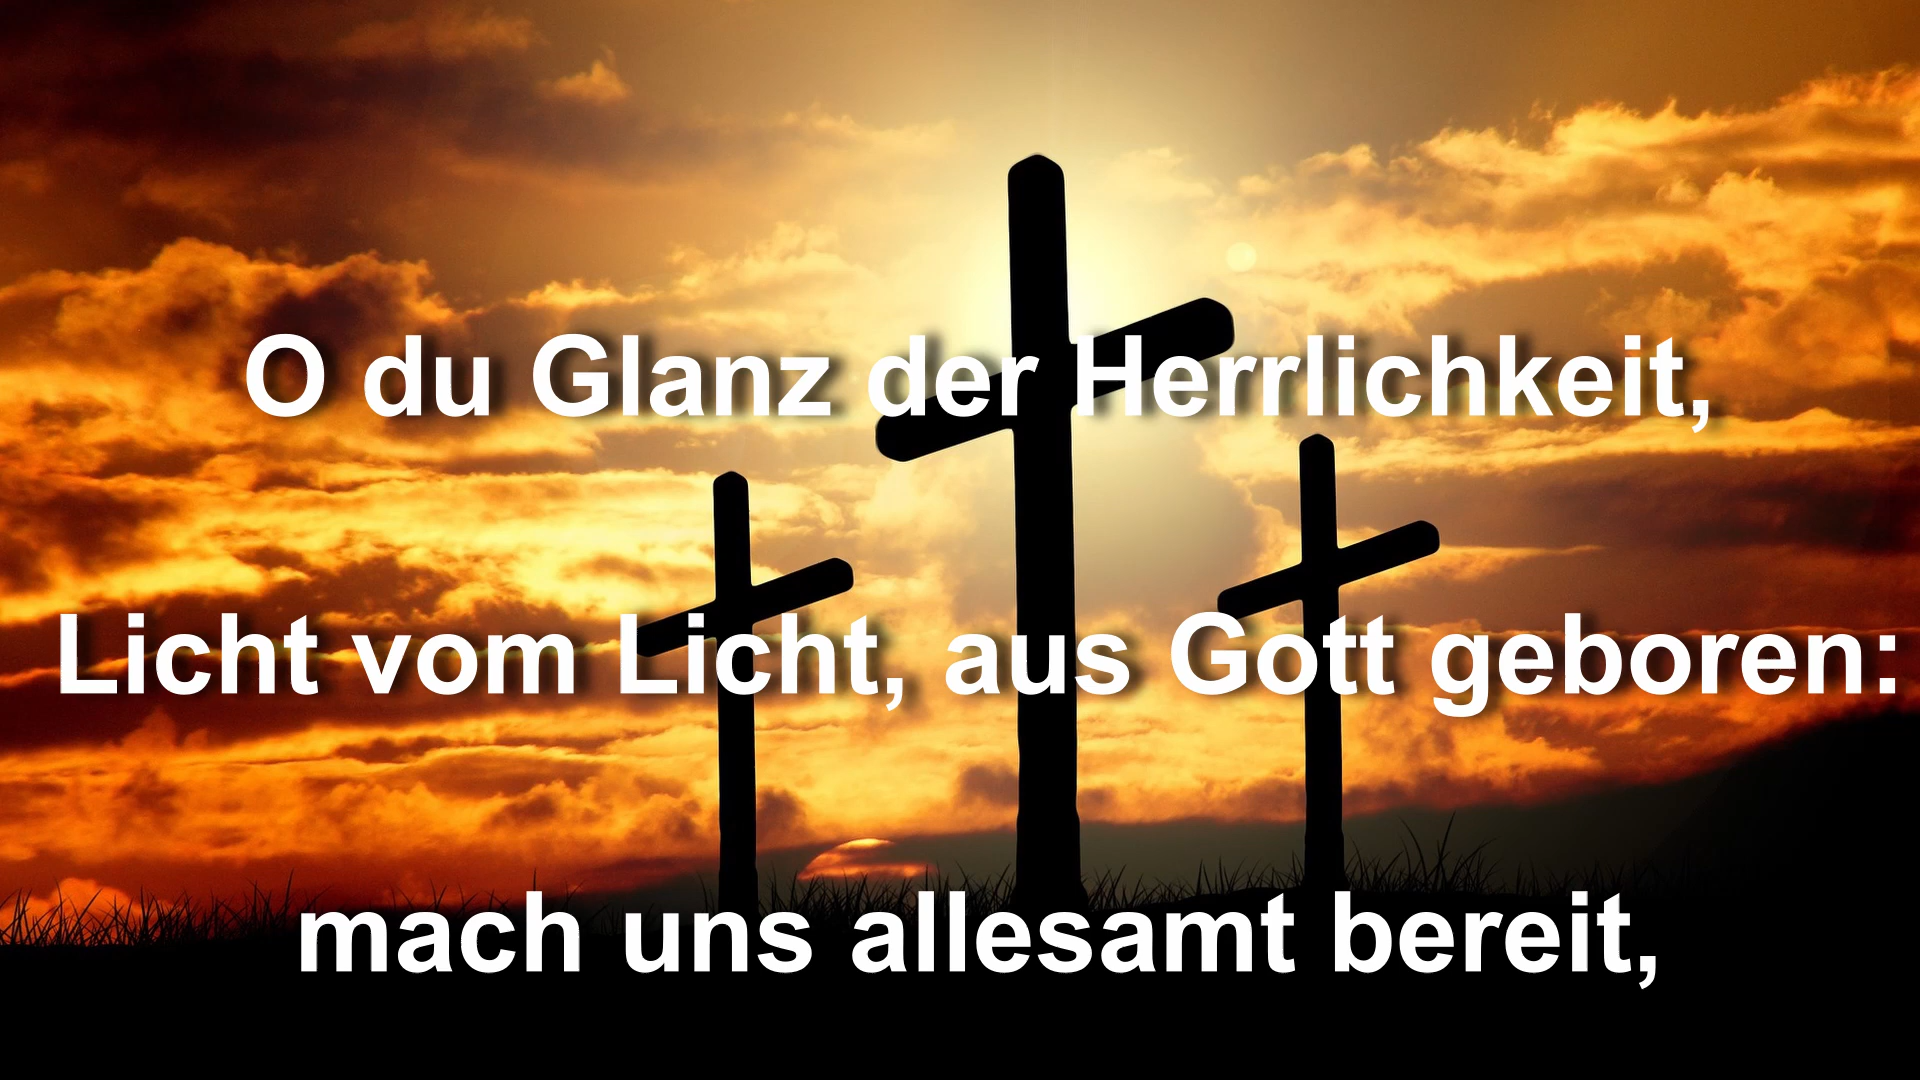 O du Glanz der Herrlichkeit,
Licht vom Licht, aus Gott geboren:
mach uns allesamt bereit,